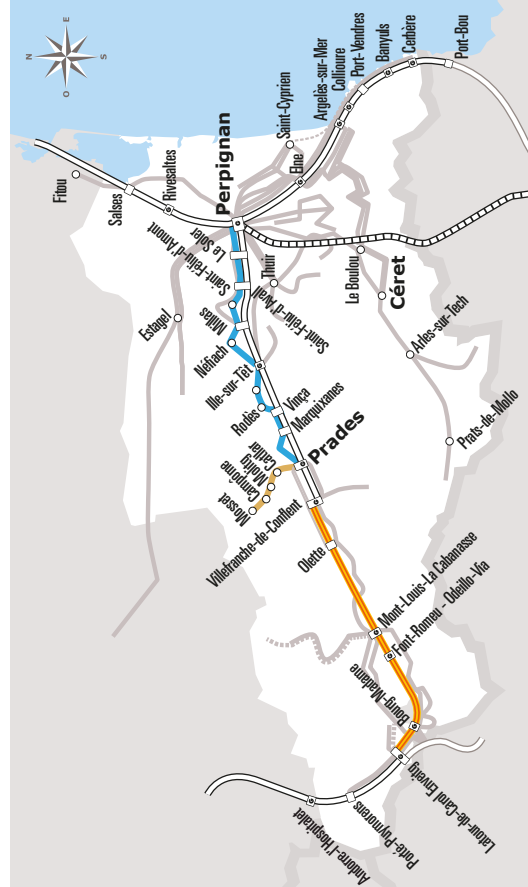 N
E
S
O
Fitou
Salses
Rivesaltes
Perpignan
Saint-Cyprien
Elne
Argelès-sur-Mer
Collioure
Port-Vendres
Banyuls
Cerbère
Port-Bou
Le Soler
Saint-Féliu-d'Amont
Saint-Féliu-d'Avall
Millas
Néfiach
Estagel
Thuir
Le Boulou
Céret
Arles-sur-Tech
Prats-de-Mollo
Ille-sur-Têt
Rodès
Vinça
Marquixanes
Prades
Catllar
Molitg
Campôme
Mosset
Villefranche-de-Conflent
Olette
Mont-Louis-La Cabanasse
Font-Romeu - Odeillo-Via
Bourg-Madame
Latour-de-Carol Enveitg
Porté-Puymorens
Andorre-l'Hospitalet